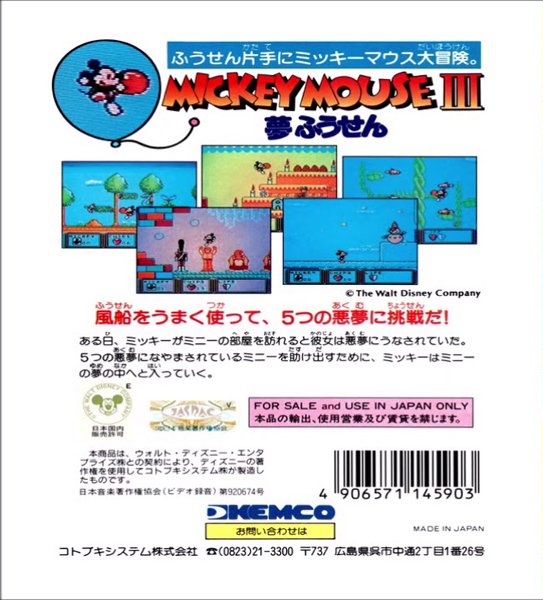 ふうせん片手にミッキーマウス大冒険。
MICKEY MOUSE III
夢ふうせん
©The Walt Disney Company
風船をうまく使って、5つの悪夢に挑戦だ!
ある日、ミッキーがミニーの部屋を訪れると彼女は悪夢にうなされていた。
5つの悪夢になやまされているミニーを助け出すために、ミッキーはミニー
の夢の中へと入っていく。
E
THE WALT DISNEY COMPANY
日本国内
販売許可
JASRAC
V
FOR SALE and USE IN JAPAN ONLY
本品の輸出、使用営業及び賃貸を禁じます。
本商品は、ウォルト・ディズニー・エンタ
プライズ株との契約により、ディズニーの著
作権を使用してコトブキシステム㈱が製造し
たものです。
日本音楽著作権協会(ビデオ録音)第920674号
4 906571 145903
KEMCO
お問い合わせは
MADE IN JAPAN
コトブキシステム株式会社 ☎(0823)21-3300 〒737 広島県呉市中通2丁目1番26号